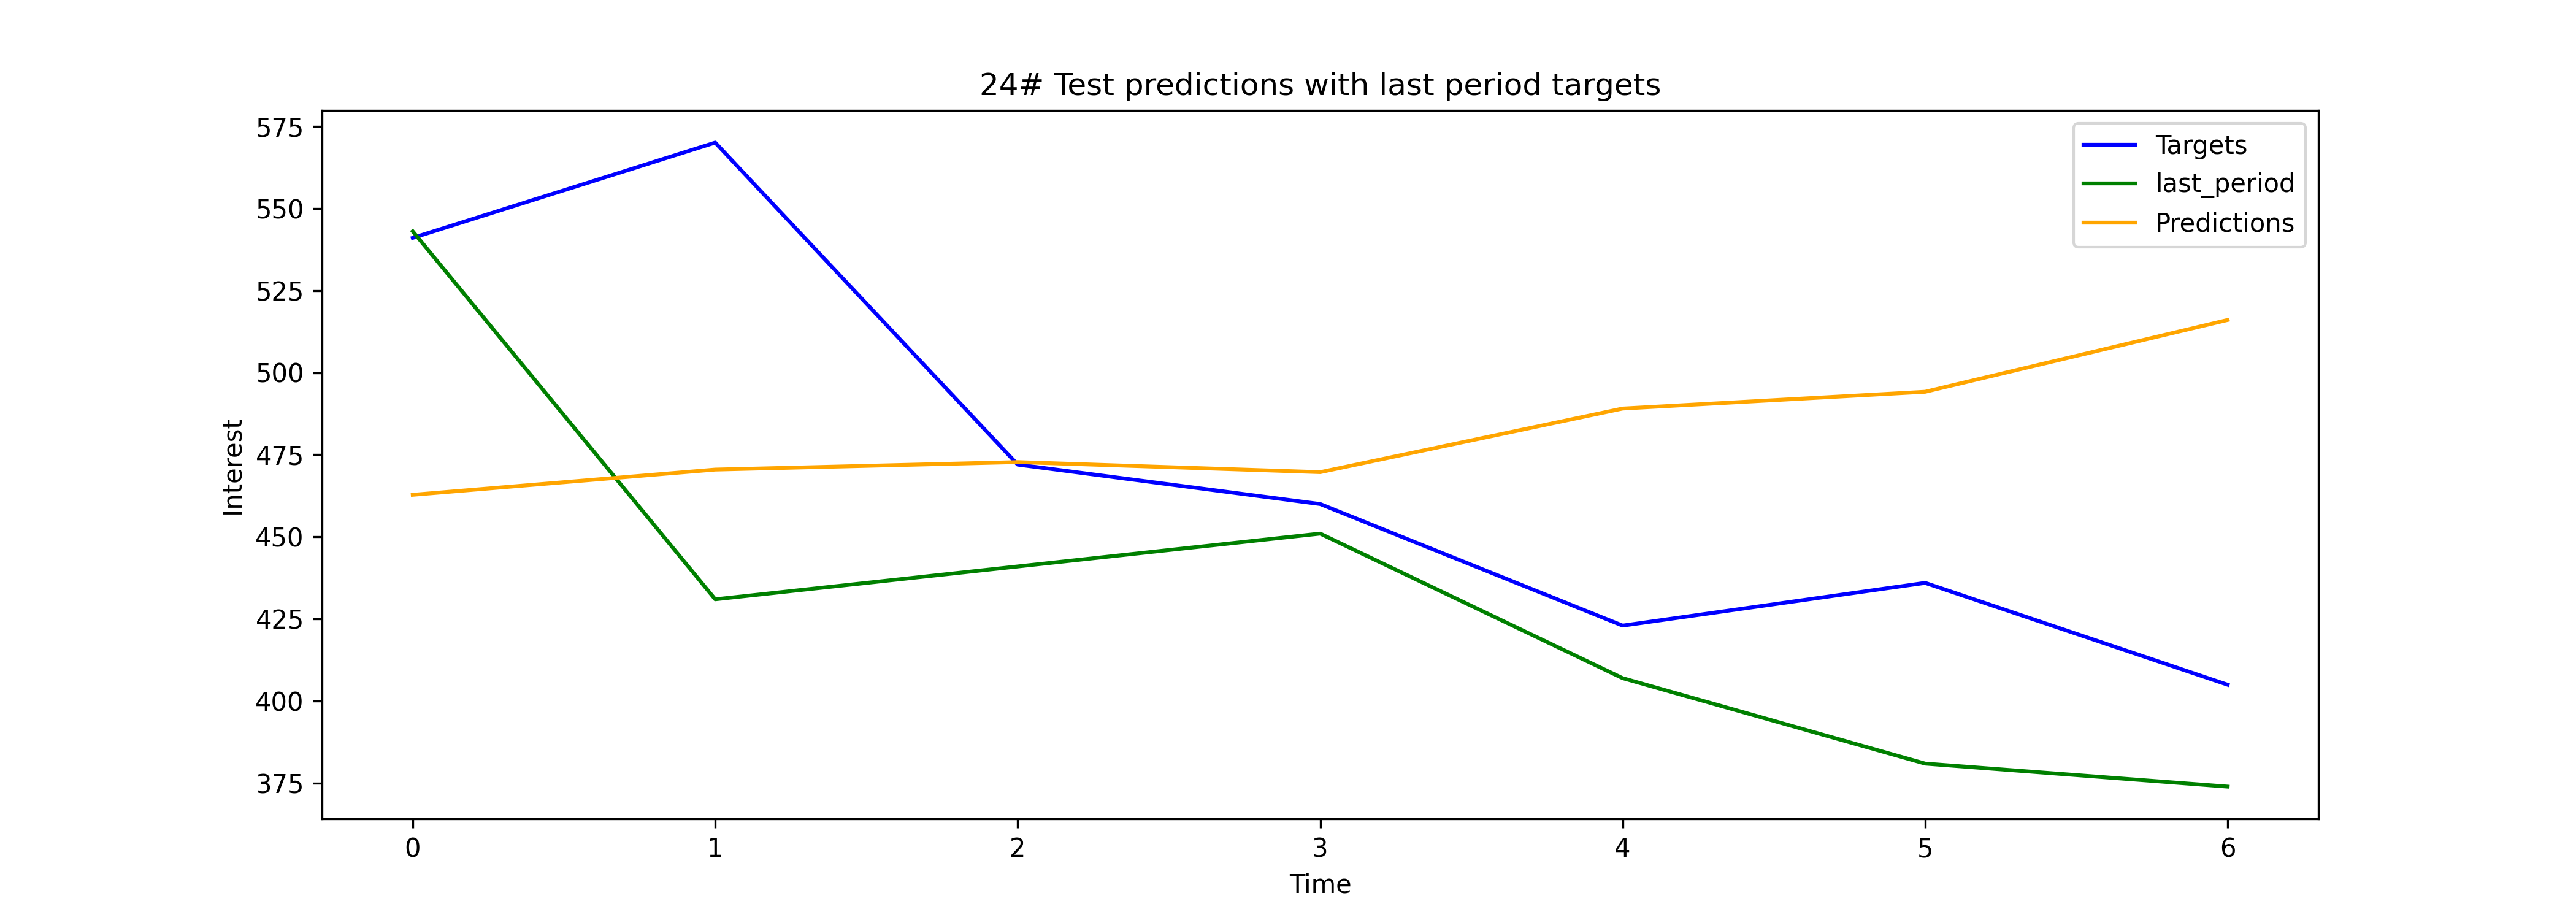 24# Test predictions with last period targets
Targets
last_period
Predictions
575
550
525
500
475
450
425
400
375
Interest
0 1 2 3 4 5 6
Time